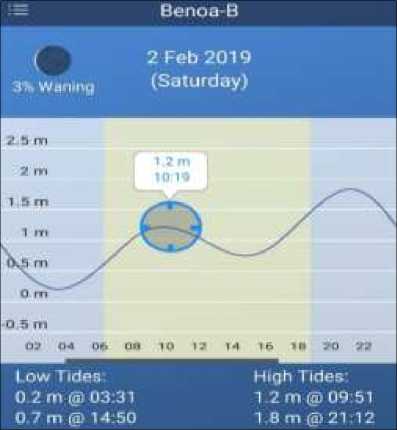 Benoa-B
2 Feb 2019
(Saturday)
3% Waning
2.5 m
2 m
1.2 m
10:19
1.5 m
1 m
0.5 m
0 m
-0.5 m
02 04 06 08 10 12 14 16 18 20 22
Low Tides:
0.2 m @ 03:31
0.7 m @ 14:50
High Tides:
1.2 m @ 09:51
1.8 m @ 21:12